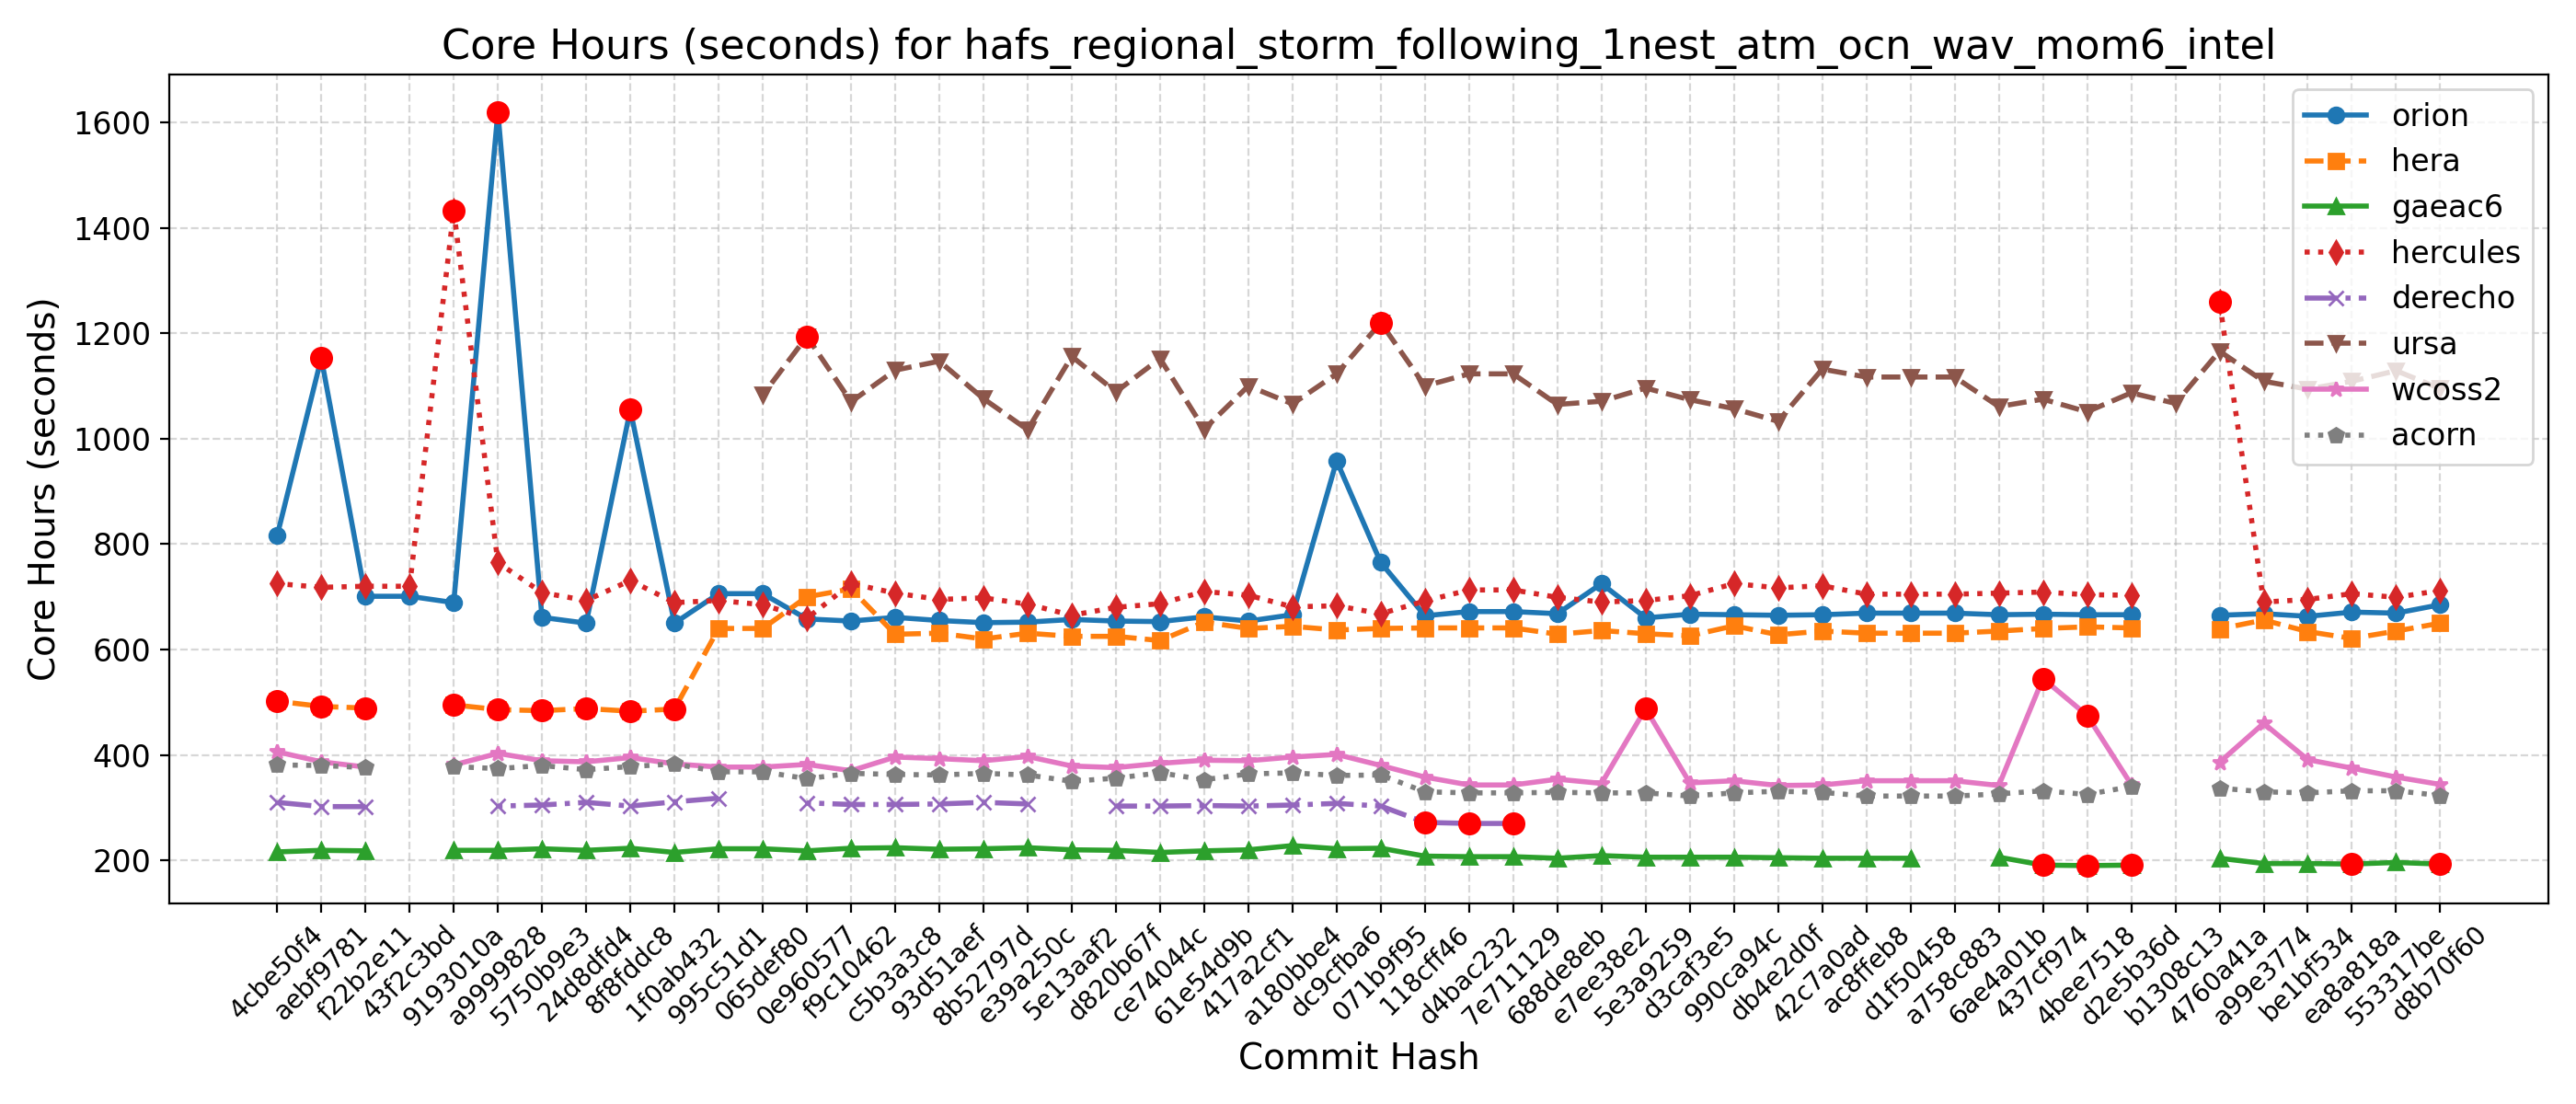 Core Hours (seconds) for hafs_regional_storm_following_1nest_atm_ocn_wav_mom6_intel
Core Hours (seconds)
1600
1400
1200
1000
800
600
400
200
orion
hera
gaeac6
hercules
derecho
ursa
wcoss2
acorn
4cbe50f4
aebf9781
f22b2e11
43f2c3bd
9193010a
a9999828
5750b9e3
24d8dfd4
8f8fddc8
1f0ab432
995c51d1
065def80
0e960577
f9c10462
c5b3a3c8
93d51aef
8b52797d
e39a250c
5e13aaf2
d820b67f
ce74044c
61e54d9b
417a2cf1
a180bbe4
dc9cfba6
071b9f95
118cff46
d4bac232
7e711129
688de8eb
e7ee38e2
5e3a9259
d3caf3e5
990ca94c
db4e2d0f
42c7a0ad
ac8ffeb8
d1f50458
a758c883
6ae4a01b
437cf974
4bee7518
d2e5b36d
b1308c13
4760a41a
a99e3774
be1bf534
ea8a818a
553317be
d8b70f60
Commit Hash